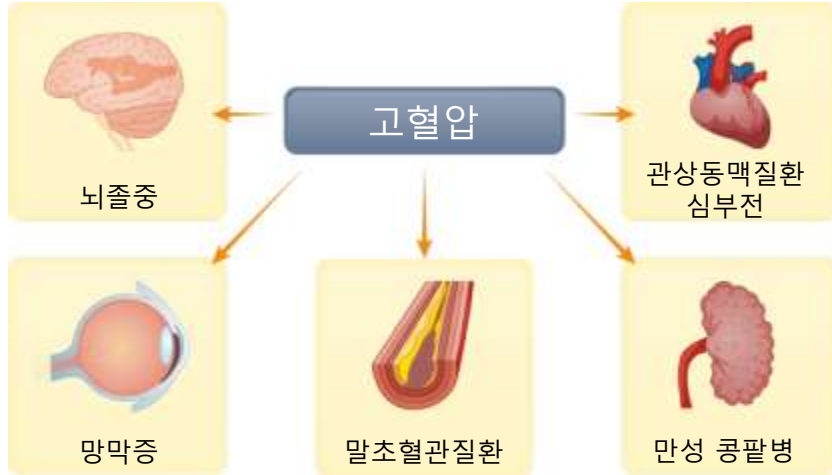 고혈압
뇌졸중
관상동맥질환
심부전
망막증
말초혈관질환
만성 콩팥병